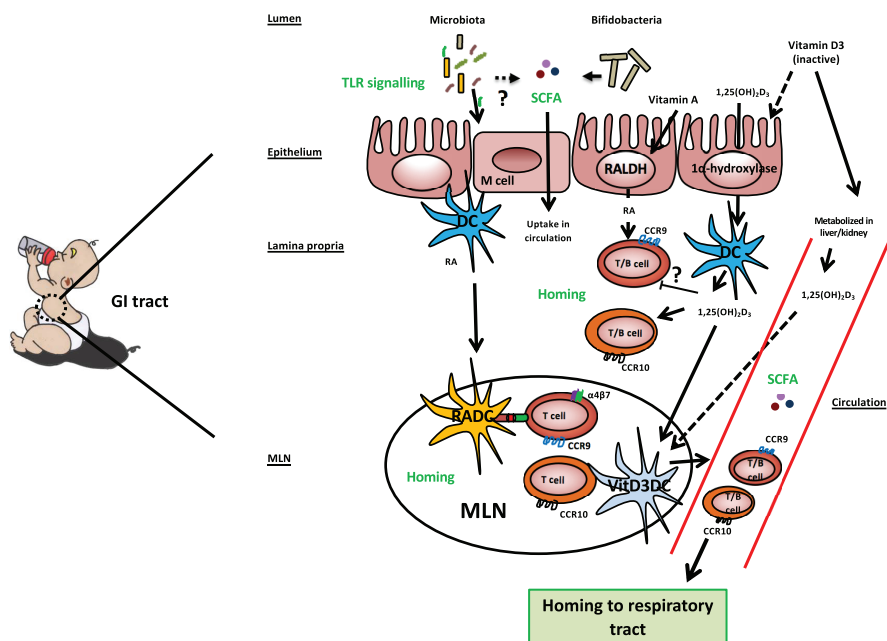 Lumen
Microbiota
Bifidobacteria
Vitamin D3
(inactive)
TLR signalling
?
SCFA
Vitamin A
1,25(OH)₂D₃
Epithelium
M cell
RALDH
1α-hydroxylase
DC
RA
Uptake in
circulation
RA
CCR9
T/B cell
DC
Metabolized in
liver/kidney
Lamina propria
?
Homing
1,25(OH)₂D₃
1,25(OH)₂D₃
T/B cell
CCR10
GI tract
SCFA
Circulation
α4β7
RADC
T cell
CCR9
CCR9
T/B
cell
MLN
Homing
T cell
VitD3DC
CCR10
MLN
T/B
cell
CCR10
Homing to respiratory
tract